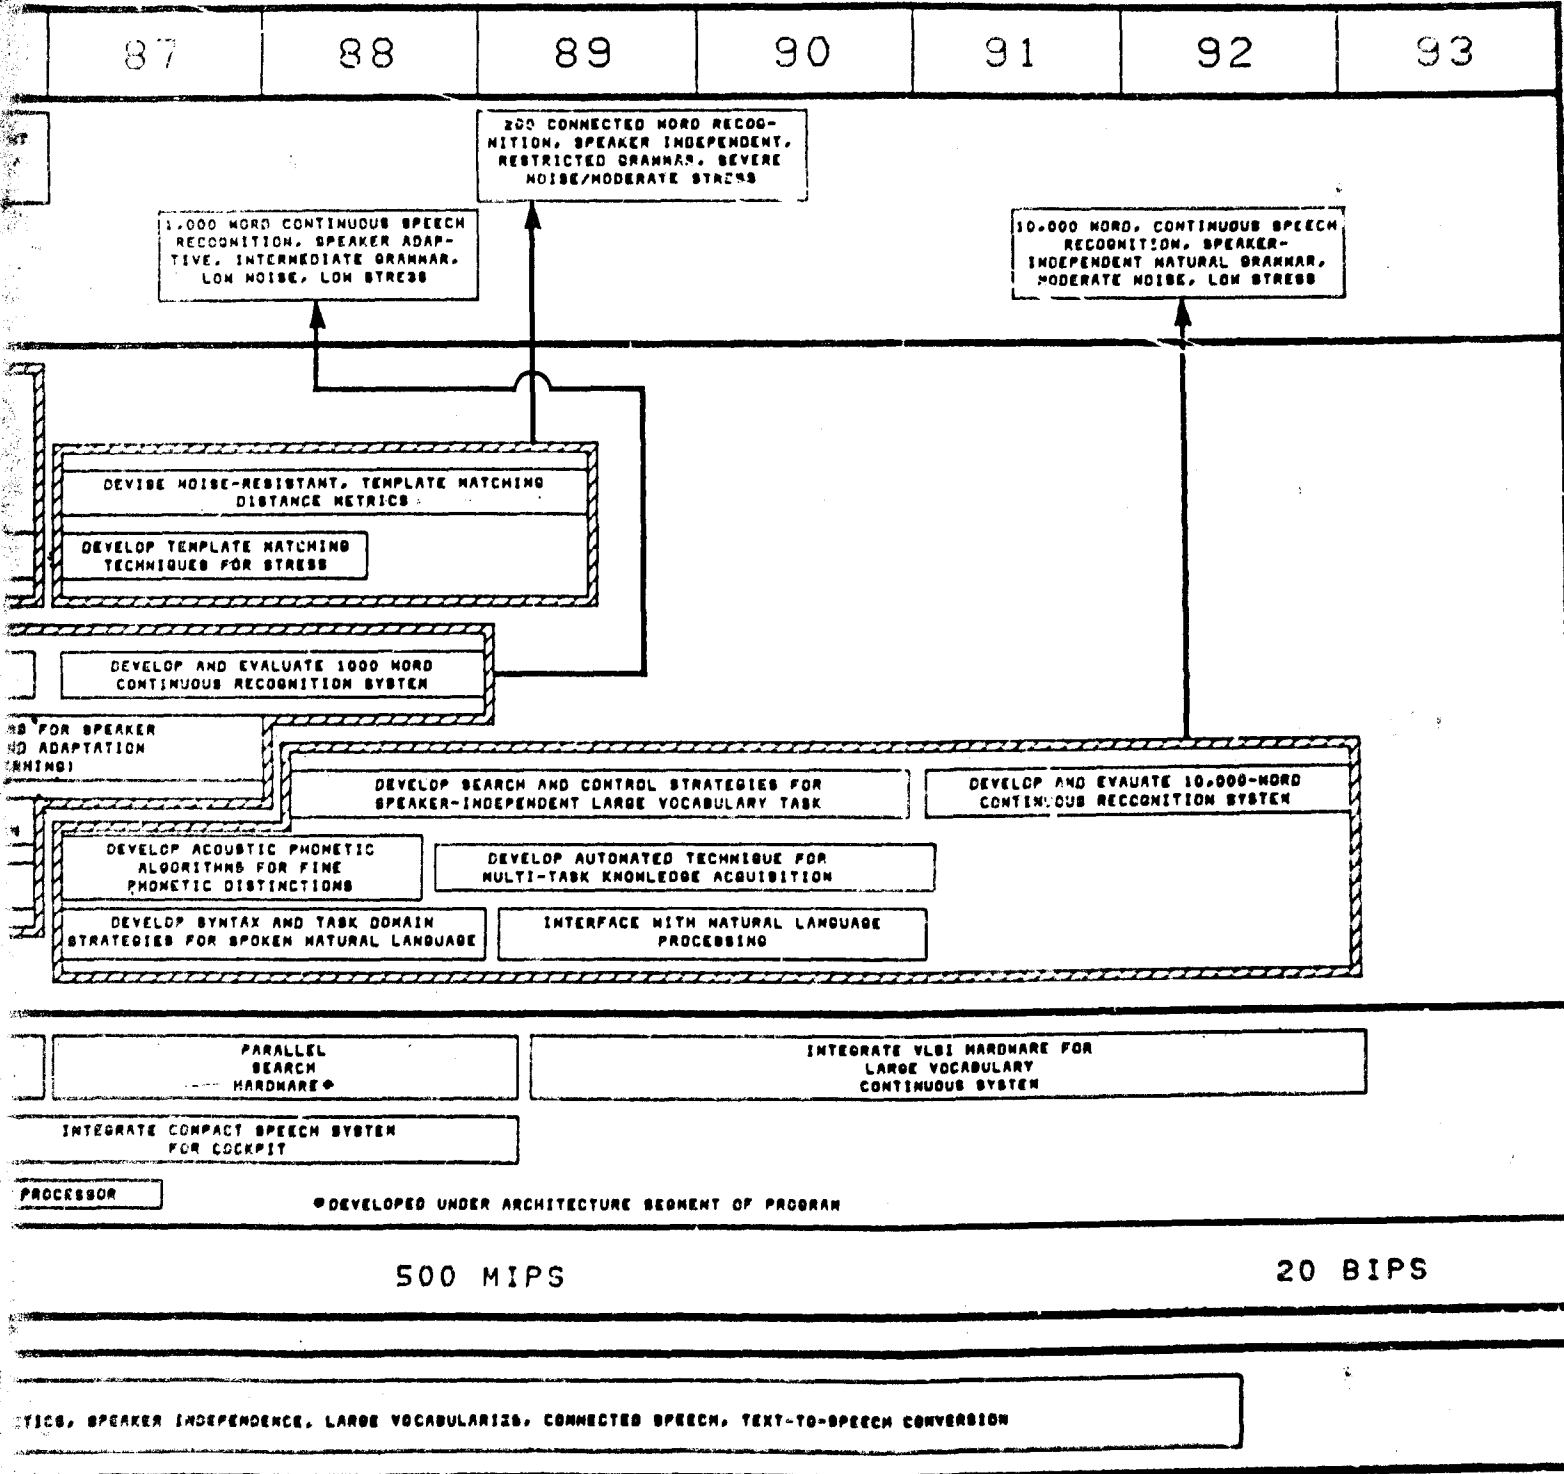 87 88 89 90 91 92 93
200 CONNECTED WORD RECOG-
NITION, SPEAKER INDEPENDENT,
RESTRICTED GRAMMAR, SEVERE
NOISE/MODERATE STRESS
1,000 WORD CONTINUOUS SPEECH
RECOGNITION, SPEAKER ADAP-
TIVE, INTERMEDIATE GRAMMAR,
LOW NOISE, LOW STRESS
10,000 WORD, CONTINUOUS SPEECH
RECOGNITION, SPEAKER-
INDEPENDENT NATURAL GRAMMAR,
MODERATE NOISE, LOW STRESS
DEVISE NOISE-RESISTANT, TEMPLATE MATCHING
DISTANCE METRICS
DEVELOP TEMPLATE MATCHING
TECHNIQUES FOR STRESS
DEVELOP AND EVALUATE 1000 WORD
CONTINUOUS RECOGNITION SYSTEM
FOR SPEAKER
ADAPTATION
DEVELOP SEARCH AND CONTROL STRATEGIES FOR
SPEAKER-INDEPENDENT LARGE VOCABULARY TASK
DEVELOP AND EVAUATE 10,000-WORD
CONTINUOUS RECOGNITION SYSTEM
DEVELOP ACOUSTIC PHONETIC
ALGORITHMS FOR FINE
PHONETIC DISTINCTIONS
DEVELOP AUTOMATED TECHNIQUE FOR
MULTI-TASK KNOWLEDGE ACQUISITION
DEVELOP SYNTAX AND TASK DOMAIN
STRATEGIES FOR SPOKEN NATURAL LANGUAGE
INTERFACE WITH NATURAL LANGUAGE
PROCESSING
PARALLEL
SEARCH
HARDWARE*
INTEGRATE VLSI HARDWARE FOR
LARGE VOCABULARY
CONTINUOUS SYSTEM
INTEGRATE COMPACT SPEECH SYSTEM
FOR COCKPIT
PROCESSOR
*DEVELOPED UNDER ARCHITECTURE SEGMENT OF PROGRAM
500 MIPS
20 BIPS
TICS, SPEAKER INDEPENDENCE, LARGE VOCABULARIES, CONNECTED SPEECH, TEXT-TO-SPEECH CONVERSION